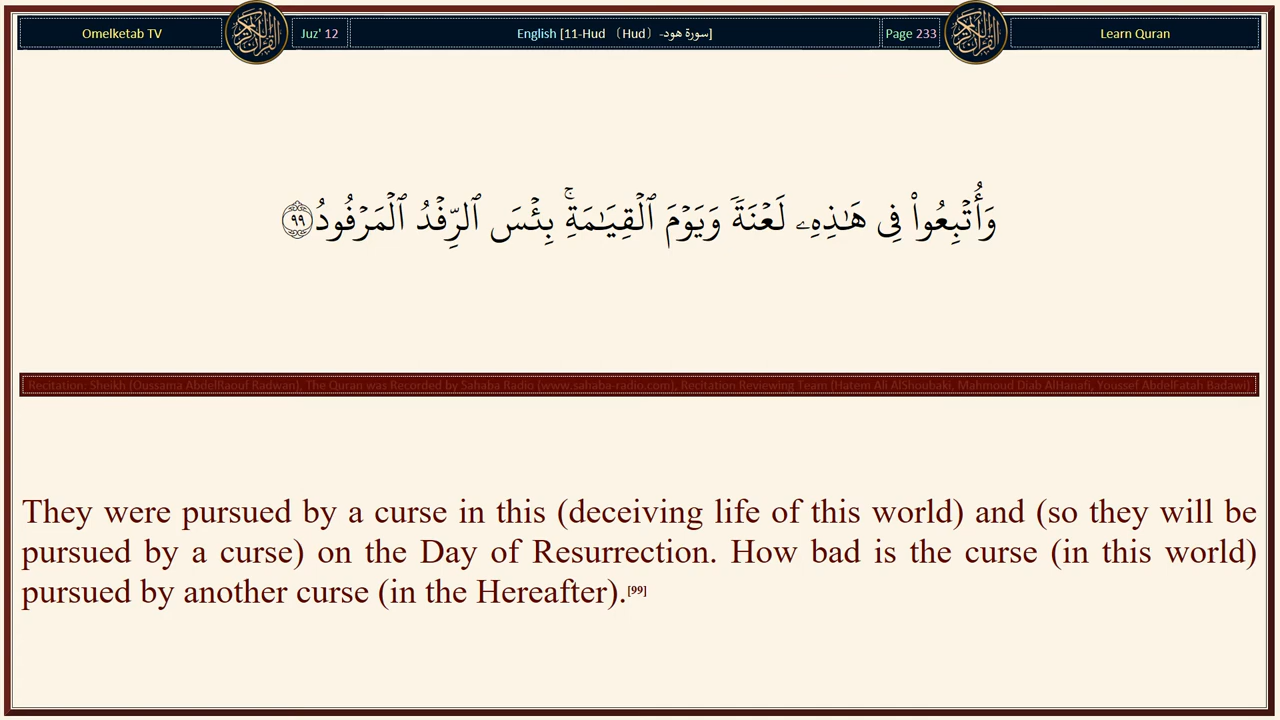 Omelketab TV
Juz' 12
English [11-Hud （Hud）-سورة هود]
Page 233
Learn Quran
وَأُتۡبِعُواْ فِي هَٰذِهِۦ لَعۡنَةٗ وَيَوۡمَ ٱلۡقِيَٰمَةِۚ بِئۡسَ ٱلرِّفۡدُ ٱلۡمَرۡفُودُ ٩٩
Recitation: Sheikh (Oussama AbdelRaouf Radwan), The Quran was Recorded In Sahaba Radio (www.sahaba-radio.com), Recitation Reviewing Team (Hatem Ali AlShoubaki, Mahmoud Diab AlHanafi, Youssef AbdelFatah Badawi)
They were pursued by a curse in this (deceiving life of this world) and (so they will be
pursued by a curse) on the Day of Resurrection. How bad is the curse (in this world)
pursued by another curse (in the Hereafter).[99]